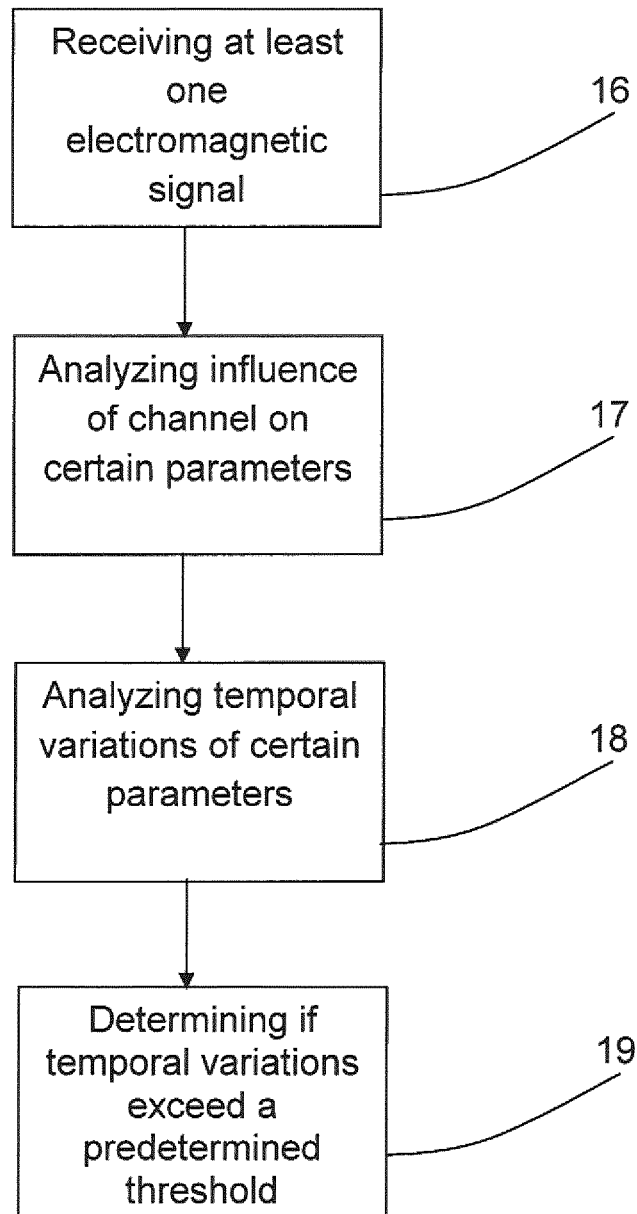 Receiving at least
one
electromagnetic
signal
16
Analyzing influence
of channel on
certain parameters
17
Analyzing temporal
variations of certain
parameters
18
Determining if
temporal variations
exceed a
predetermined
threshold
19